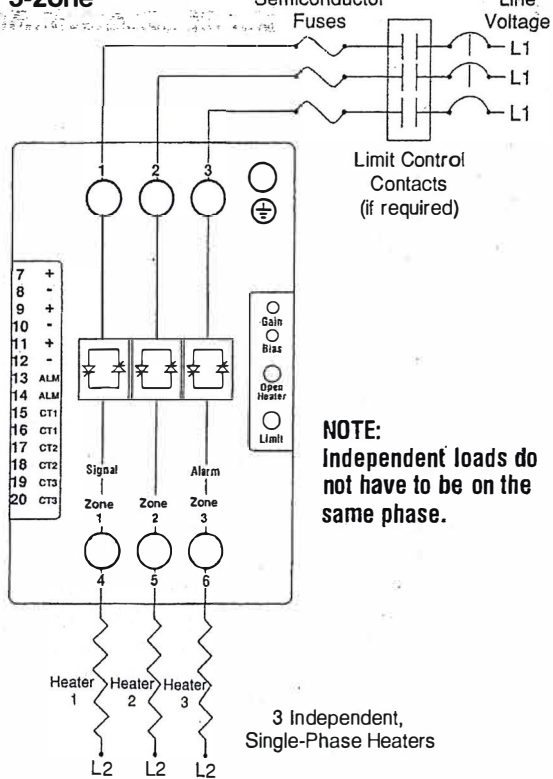 3-Zone
Semiconductor
Fuses
Line
Voltage
L1
L1
L1
Limit Control
Contacts
(if required)
1 2 3
7 +
8 -
9 +
10 -
11 +
12 -
13 ALM
14 ALM
15 CT1
16 CT1
17 CT2
18 CT2
19 CT3
20 CT3
Gain
Bias
Open
Heater
Limit
Signal
Alarm
Zone
1
Zone
2
Zone
3
4 5 6
NOTE:
Independent loads do
not have to be on the
same phase.
Heater
1
Heater
2
Heater
3
3 Independent,
Single-Phase Heaters
L2 L2 L2